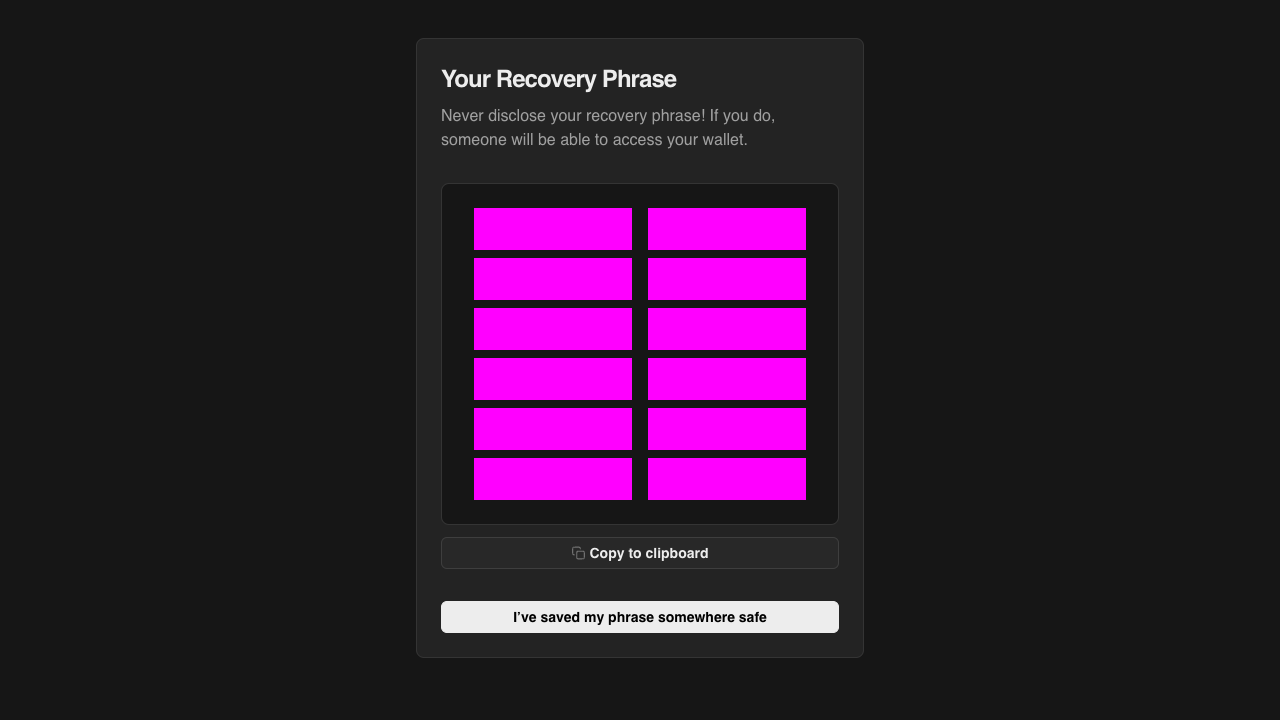 Your Recovery Phrase
Never disclose your recovery phrase! If you do,
someone will be able to access your wallet.
Copy to clipboard
I've saved my phrase somewhere safe